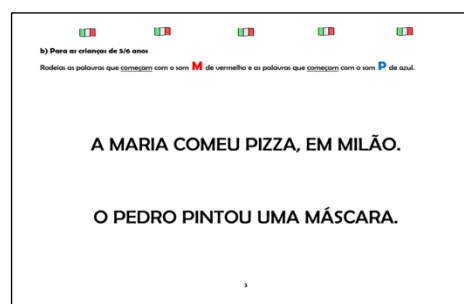 b) Para as crianças de 5/6 anos
Rodeias as palavras que começam com o som M de vermelho e as palavras que começam com o som P de azul.
A MARIA COMEU PIZZA, EM MILÃO.
O PEDRO PINTOU UMA MÁSCARA.
3